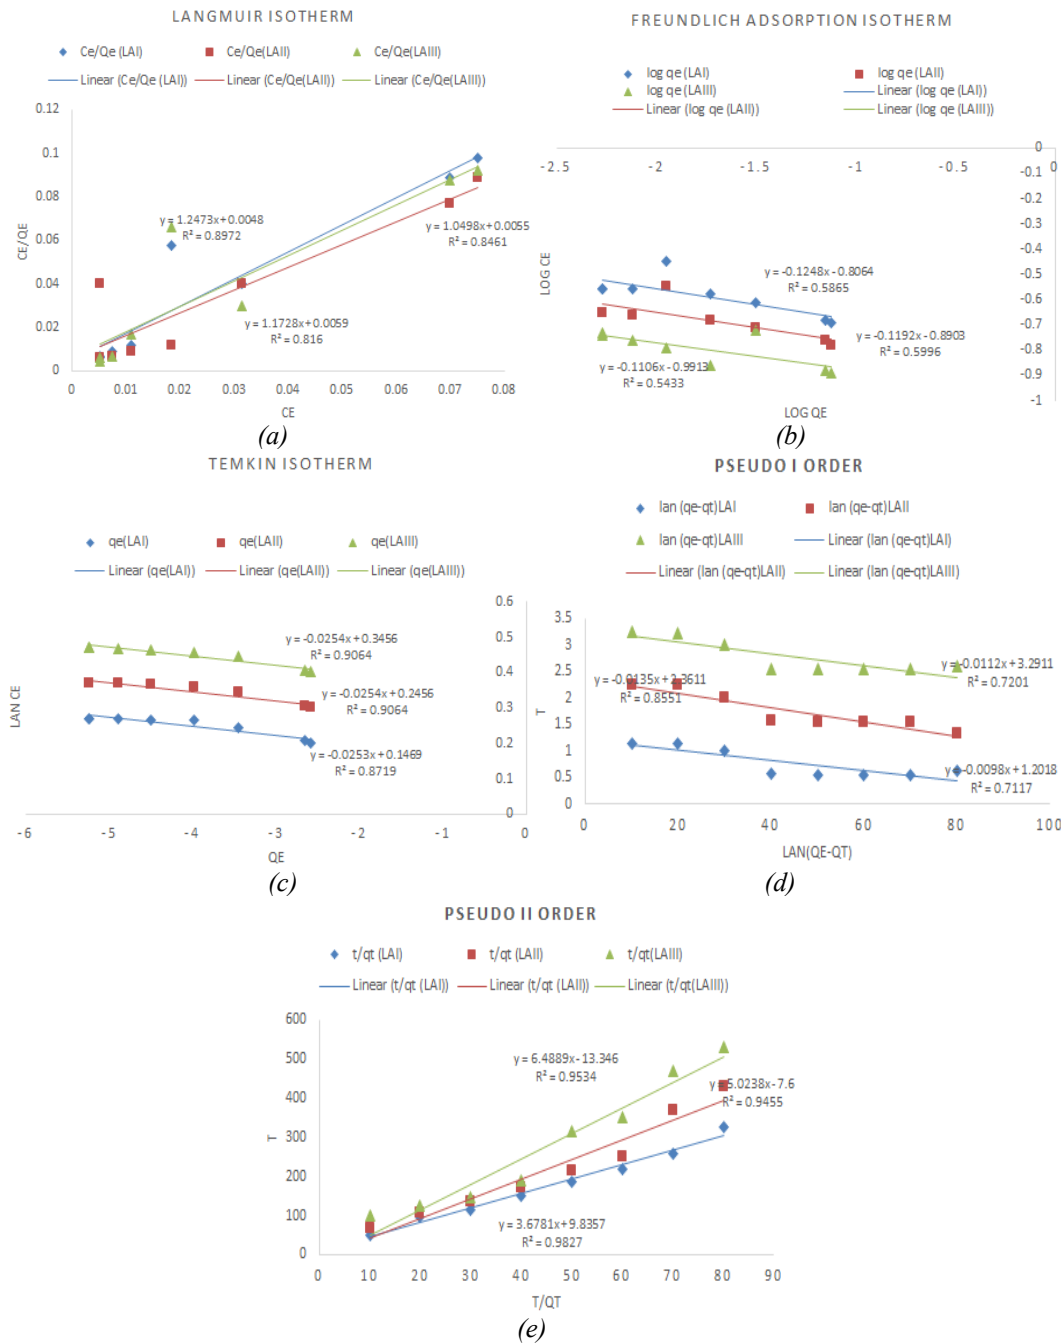 LANGMUIR ISOTHERM
Ce/Qe (LAI) Ce/Qe(LAII) Ce/Qe(LAIII)
Linear (Ce/Qe (LAI)) Linear (Ce/Qe(LAII)) Linear (Ce/Qe(LAIII))
0.12
0.1
0.08
0.06
0.04
0.02
0
CE/QE
y = 1.2473x + 0.0048
R² = 0.8972
y = 1.0498x + 0.0055
R² = 0.8461
y = 1.1728x + 0.0059
R² = 0.816
0 0.01 0.02 0.03 0.04 0.05 0.06 0.07 0.08
CE
(a)
FREUNDLICH ADSORPTION ISOTHERM
log qe (LAI) log qe (LAII)
log qe (LAIII) Linear (log qe (LAI))
Linear (log qe (LAII)) Linear (log qe (LAIII))
-2.5 -2 -1.5 -1 -0.5 0
0
-0.1
-0.2
-0.3
-0.4
-0.5
-0.6
-0.7
-0.8
-0.9
-1
LOG CE
y = -0.1248x - 0.8064
R² = 0.5865
y = -0.1192x - 0.8903
R² = 0.5996
y = -0.1106x - 0.9913
R² = 0.5433
LOG QE
(b)
TEMKIN ISOTHERM
qe(LAI) qe(LAII) qe(LAIII)
Linear (qe(LAI)) Linear (qe(LAII)) Linear (qe(LAIII))
0.6
0.5
0.4
0.3
0.2
0.1
0
LAN CE
y = -0.0254x + 0.3456
R² = 0.9064
y = -0.0254x + 0.2456
R² = 0.9064
y = -0.0253x + 0.1469
R² = 0.8719
-6 -5 -4 -3 -2 -1 0
QE
(c)
PSEUDO I ORDER
lan (qe-qt)LAI lan (qe-qt)LAII
lan (qe-qt)LAIII Linear (lan (qe-qt)LAI)
Linear (lan (qe-qt)LAII) Linear (lan (qe-qt)LAIII)
3.5
3
2.5
2
1.5
1
0.5
0
T
y = -0.0112x + 3.2911
R² = 0.7201
y = -0.0135x + 2.3611
R² = 0.8551
y = -0.0098x + 1.2018
R² = 0.7117
0 20 40 60 80 100
LAN(QE-QT)
(d)
PSEUDO II ORDER
t/qt (LAI) t/qt (LAII) t/qt(LAIII)
Linear (t/qt (LAI)) Linear (t/qt (LAII)) Linear (t/qt(LAIII))
600
500
400
300
200
100
0
T
y = 6.4889x - 13.346
R² = 0.9534
y = 5.0238x - 7.6
R² = 0.9455
y = 3.6781x + 9.8357
R² = 0.9827
0 10 20 30 40 50 60 70 80 90
T/QT
(e)